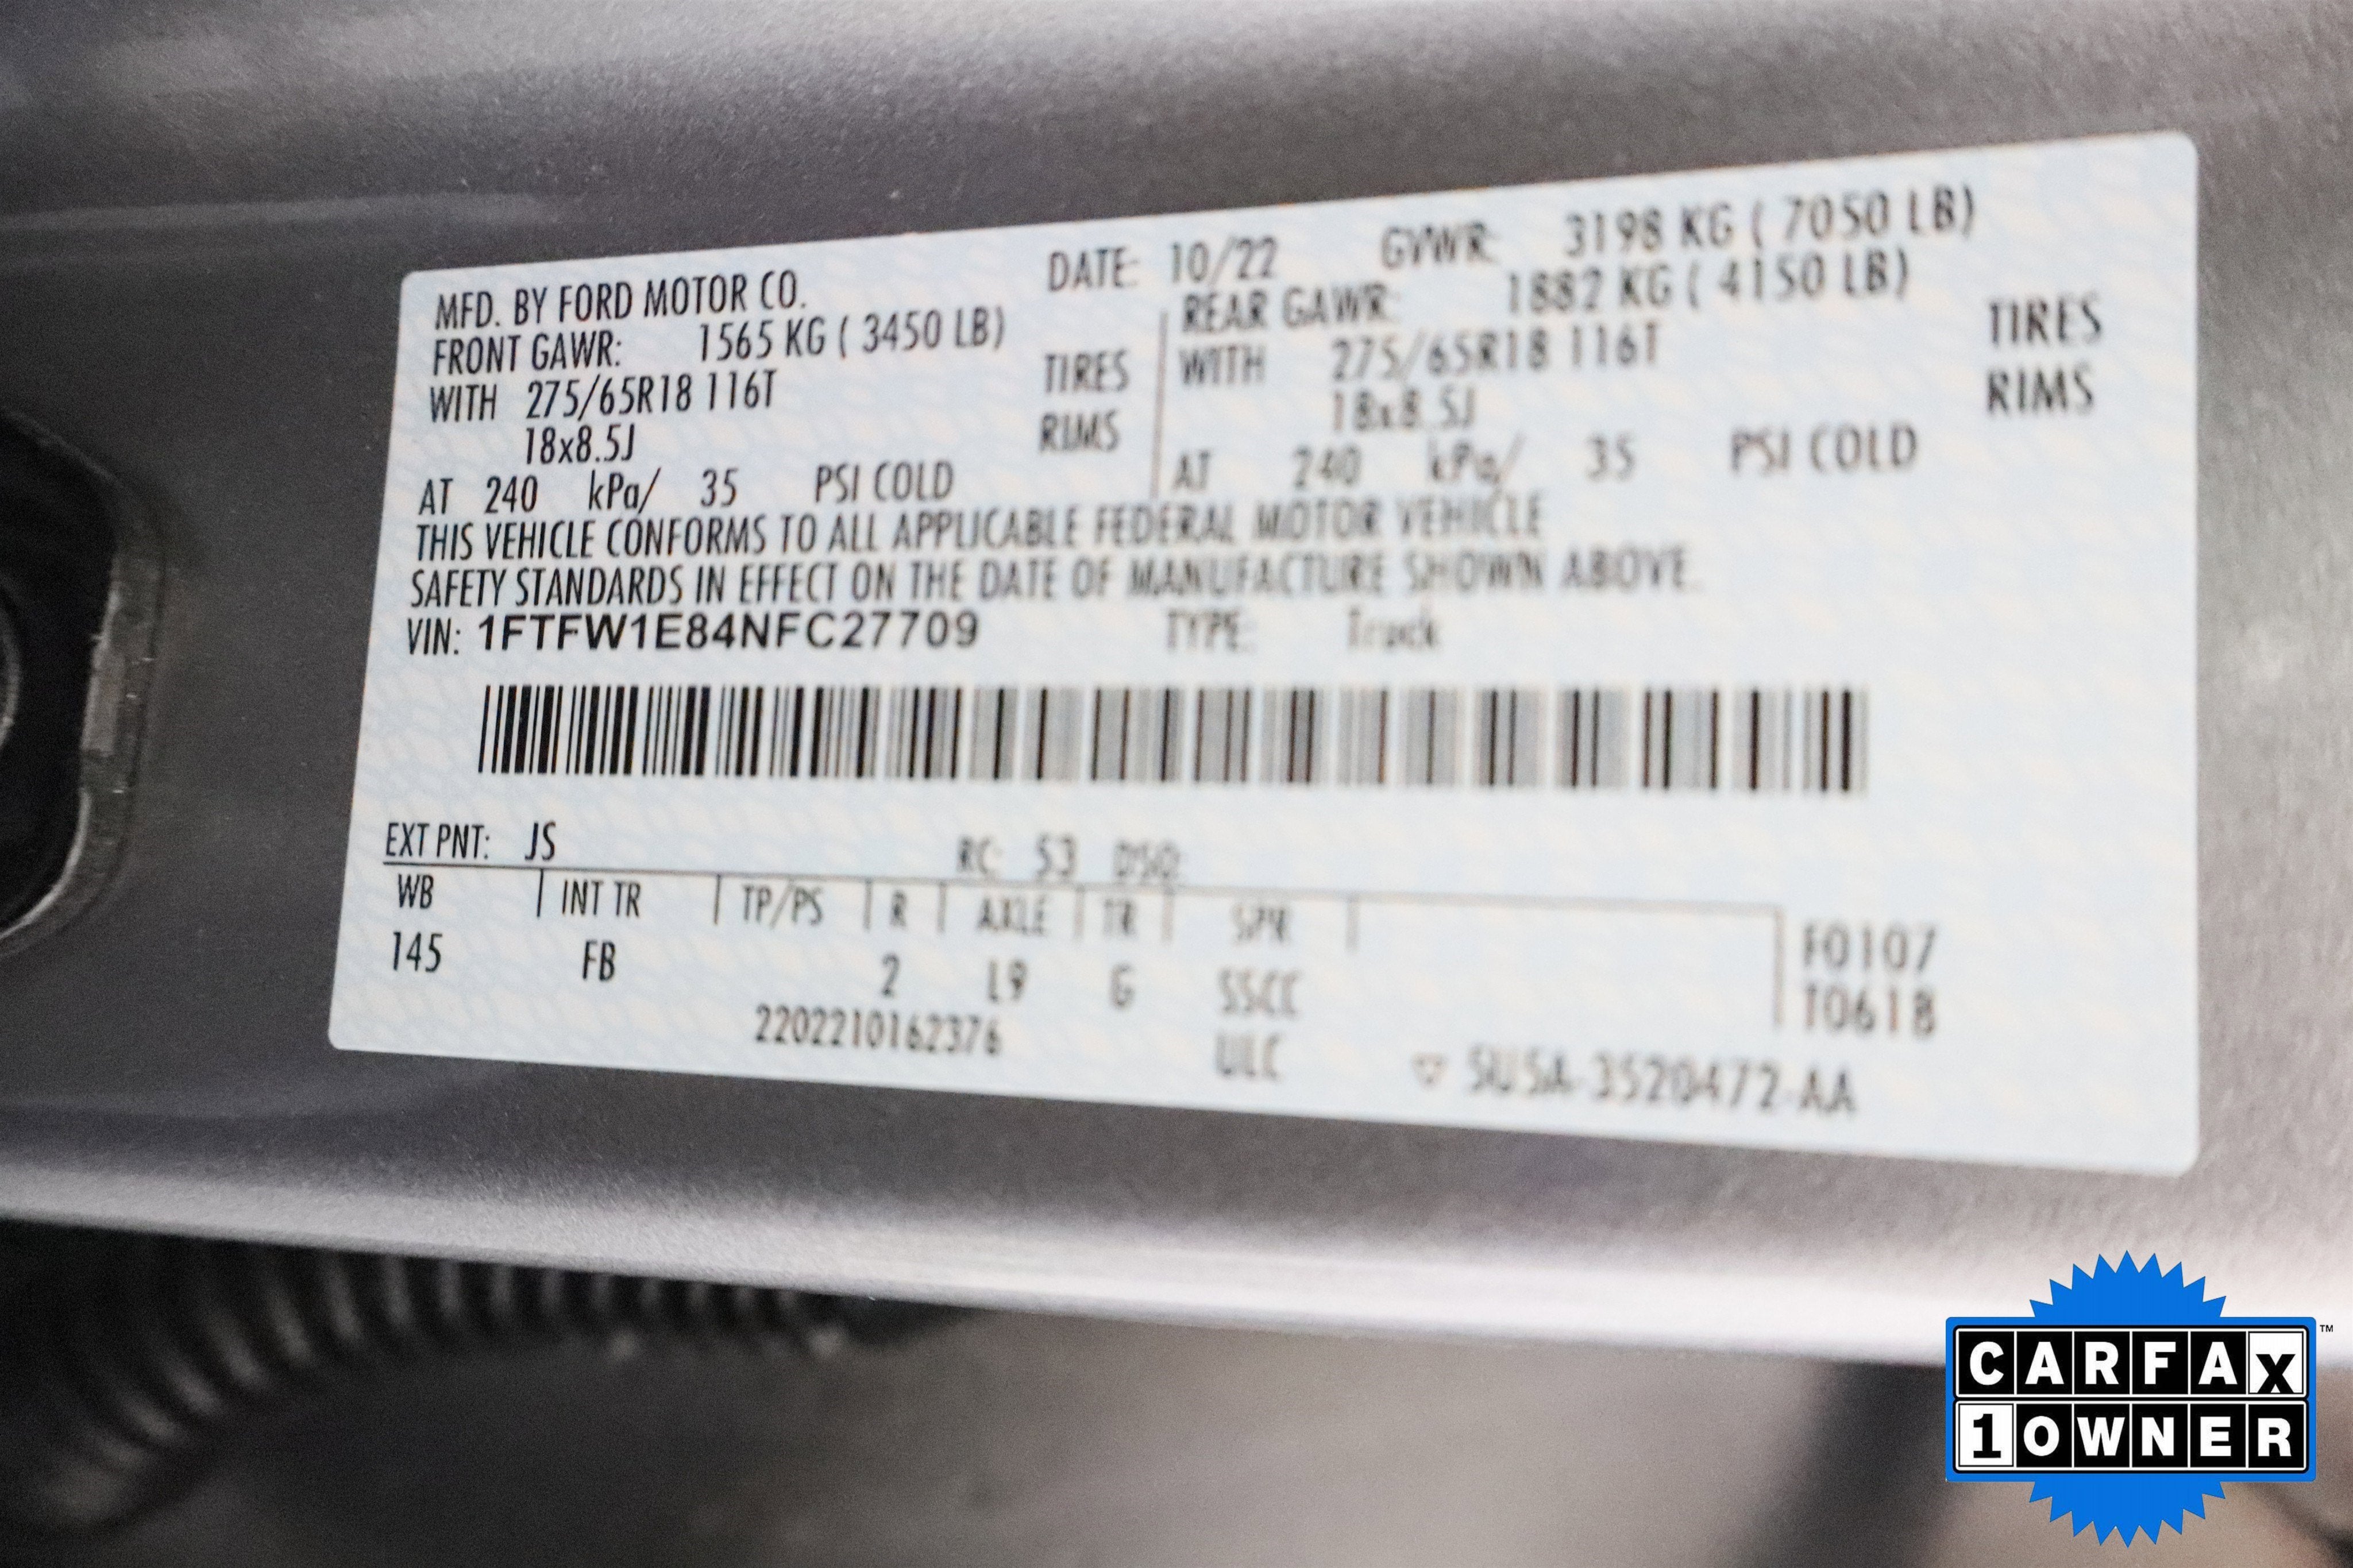 MFD. BY FORD MOTOR CO. DATE: 10/22 GVWR: 3198 KG ( 7050 LB)
FRONT GAWR: 1565 KG ( 3450 LB) REAR GAWR: 1882 KG ( 4150 LB)
WITH 275/65R18 116T TIRES WITH 275/65R18 116T TIRES
18x8.5J RIMS 18x8.5J RIMS
AT 240 kPa/ 35 PSI COLD AT 240 kPa/ 35 PSI COLD
THIS VEHICLE CONFORMS TO ALL APPLICABLE FEDERAL MOTOR VEHICLE
SAFETY STANDARDS IN EFFECT ON THE DATE OF MANUFACTURE SHOWN ABOVE.
VIN: 1FTFW1E84NFC27709 TYPE: Truck
EXT PNT: JS RC: 53 DSO:
WB INT TR TP/PS R AXLE TR SPR
145 FB 2 L9 G SSCC
F0107
T0618
2202210162376 ULC ▽ 5U5A-3520472-AA
CARFAX ™
1 OWNER